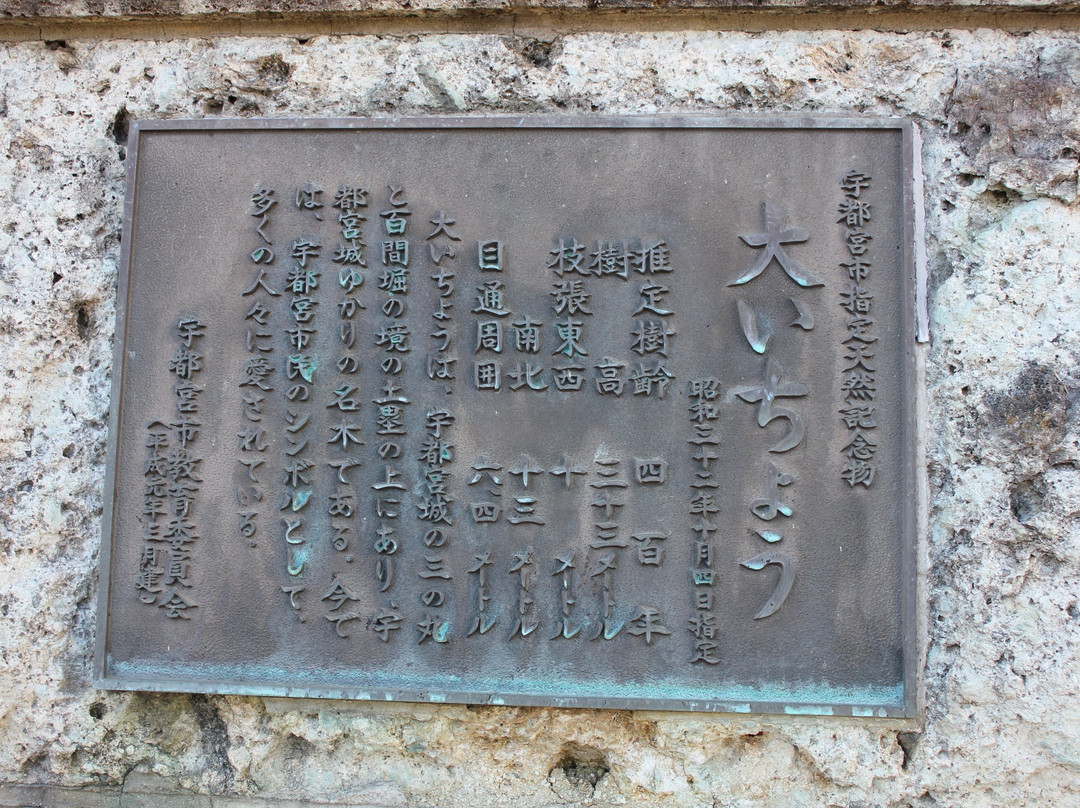 宇都宮市指定天然記念物
大いちょう
昭和三十二年十月四日指定
推定樹齢 四百年
樹高 三十三メートル
枝張東西 十メートル
南北 十三メートル
目通周囲 六・四メートル
大いちょうは、宇都宮城の三の丸
と百間堀の境の土塁の上にあり、宇
都宮城ゆかりの名木である。今で
は、宇都宮市民のシンボルとして、
多くの人々に愛されている。
宇都宮市教育委員会
(平成元年三月建)